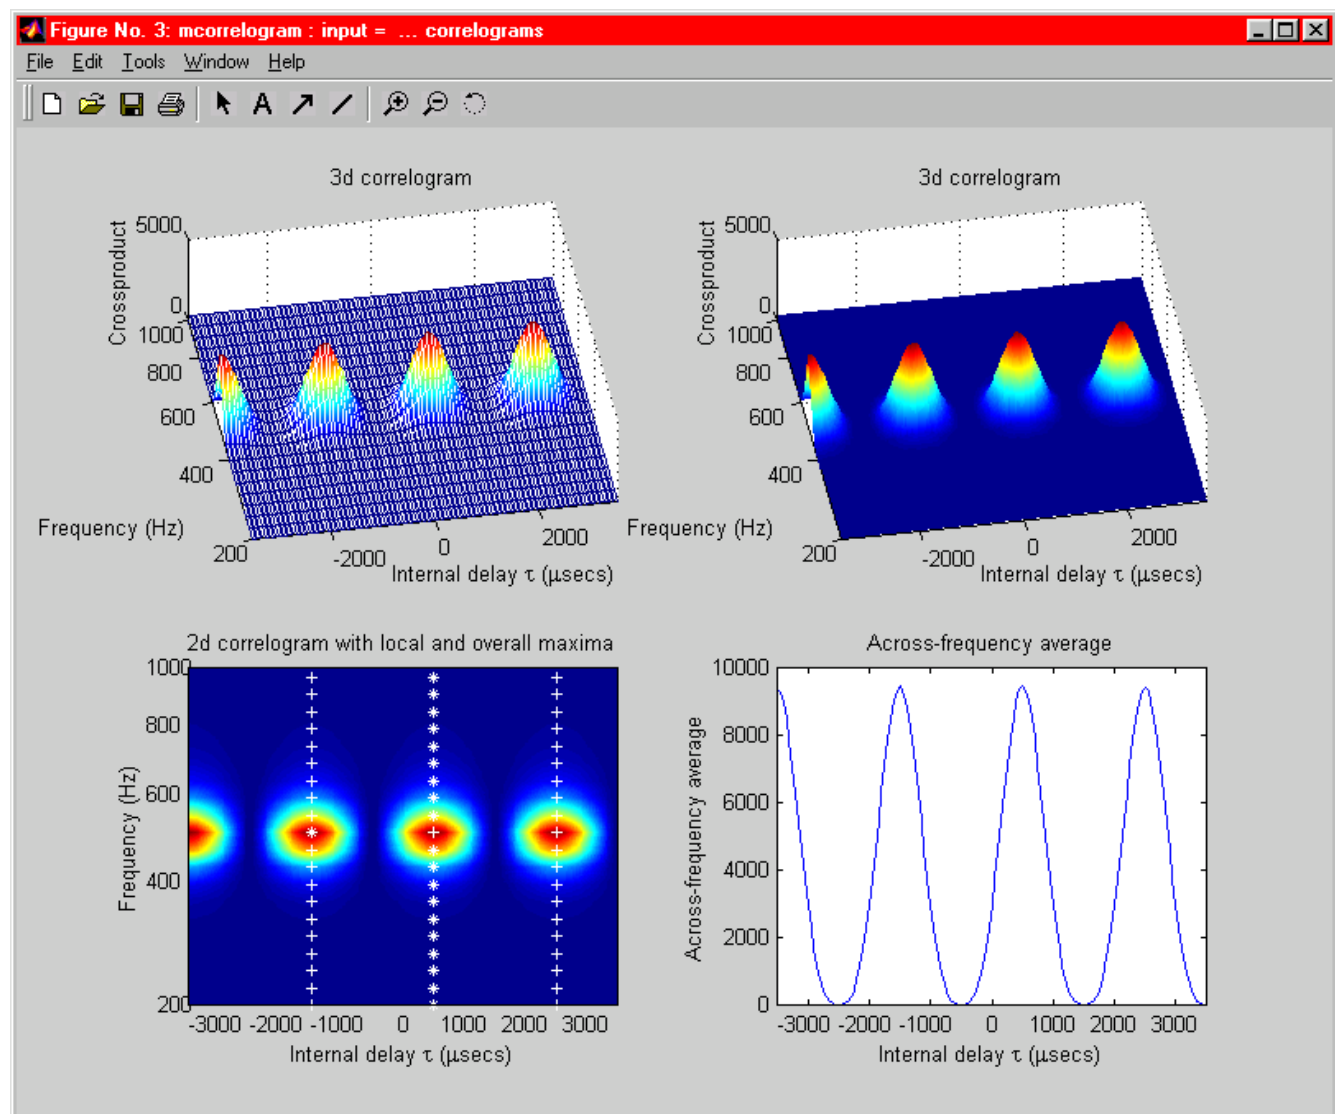 Figure No. 3: mcorrelogram : input = ... correlograms
File Edit Tools Window Help
A
3d correlogram
Crossproduct
5000
0
1000
800
600
400
200
Frequency (Hz)
-2000
0
2000
Internal delay τ (μsecs)
3d correlogram
Crossproduct
5000
0
1000
800
600
400
200
Frequency (Hz)
-2000
0
2000
Internal delay τ (μsecs)
2d correlogram with local and overall maxima
Frequency (Hz)
1000
800
600
400
200
-3000 -2000 -1000 0 1000 2000 3000
Internal delay τ (μsecs)
Across-frequency average
Across-frequency average
10000
8000
6000
4000
2000
0
-3000 -2000 -1000 0 1000 2000 3000
Internal delay τ (μsecs)